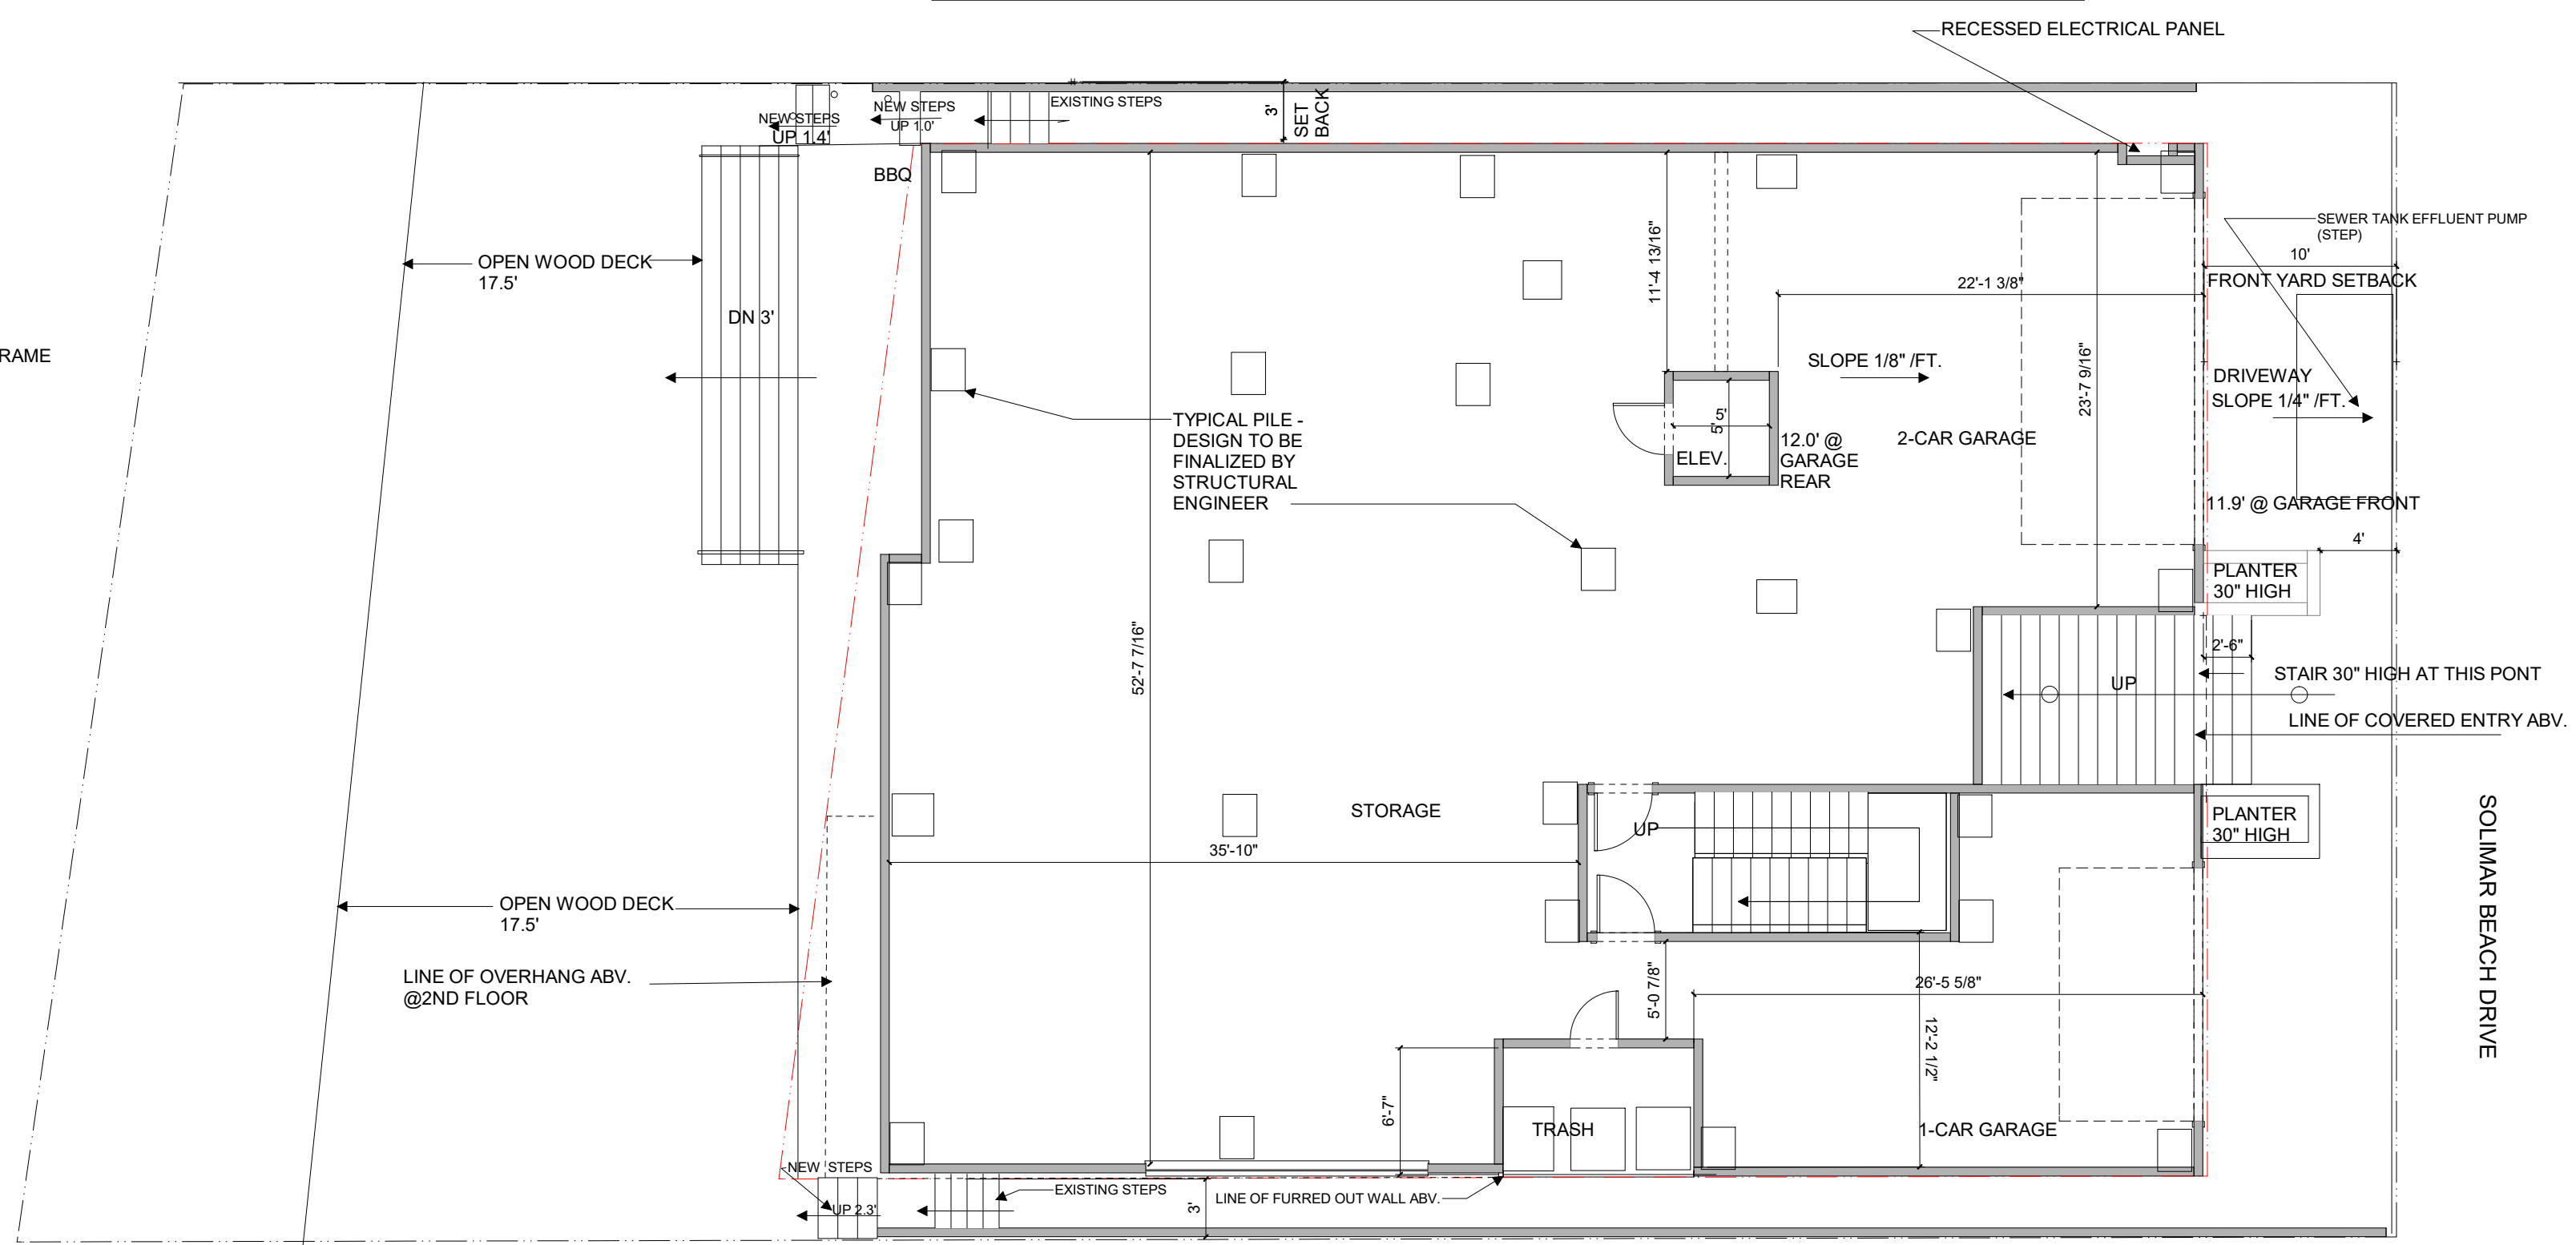 RECESSED ELECTRICAL PANEL
EXISTING STEPS
NEW STEPS
UP 1.0'
NEW STEPS
UP 1.4'
3'
SET
BACK
BBQ
SEWER TANK EFFLUENT PUMP
(STEP)
10'
FRONT YARD SETBACK
OPEN WOOD DECK
17.5'
11'-4 13/16"
22'-1 3/8"
DN 3'
RAME
SLOPE 1/8" /FT.
23'-7 9/16"
DRIVEWAY
SLOPE 1/4" /FT.
TYPICAL PILE -
DESIGN TO BE
FINALIZED BY
STRUCTURAL
ENGINEER
5'
5'
ELEV.
12.0' @
GARAGE
REAR
2-CAR GARAGE
11.9' @ GARAGE FRONT
4'
PLANTER
30" HIGH
52'-7 7/16"
2'-6"
STAIR 30" HIGH AT THIS PONT
UP
LINE OF COVERED ENTRY ABV.
STORAGE
UP
PLANTER
30" HIGH
35'-10"
SOLIMAR BEACH DRIVE
OPEN WOOD DECK
17.5'
LINE OF OVERHANG ABV.
@2ND FLOOR
5'-0 7/8"
26'-5 5/8"
12'-2 1/2"
6'-7"
TRASH
1-CAR GARAGE
NEW STEPS
EXISTING STEPS
LINE OF FURRED OUT WALL ABV.
UP 2.3'
3'